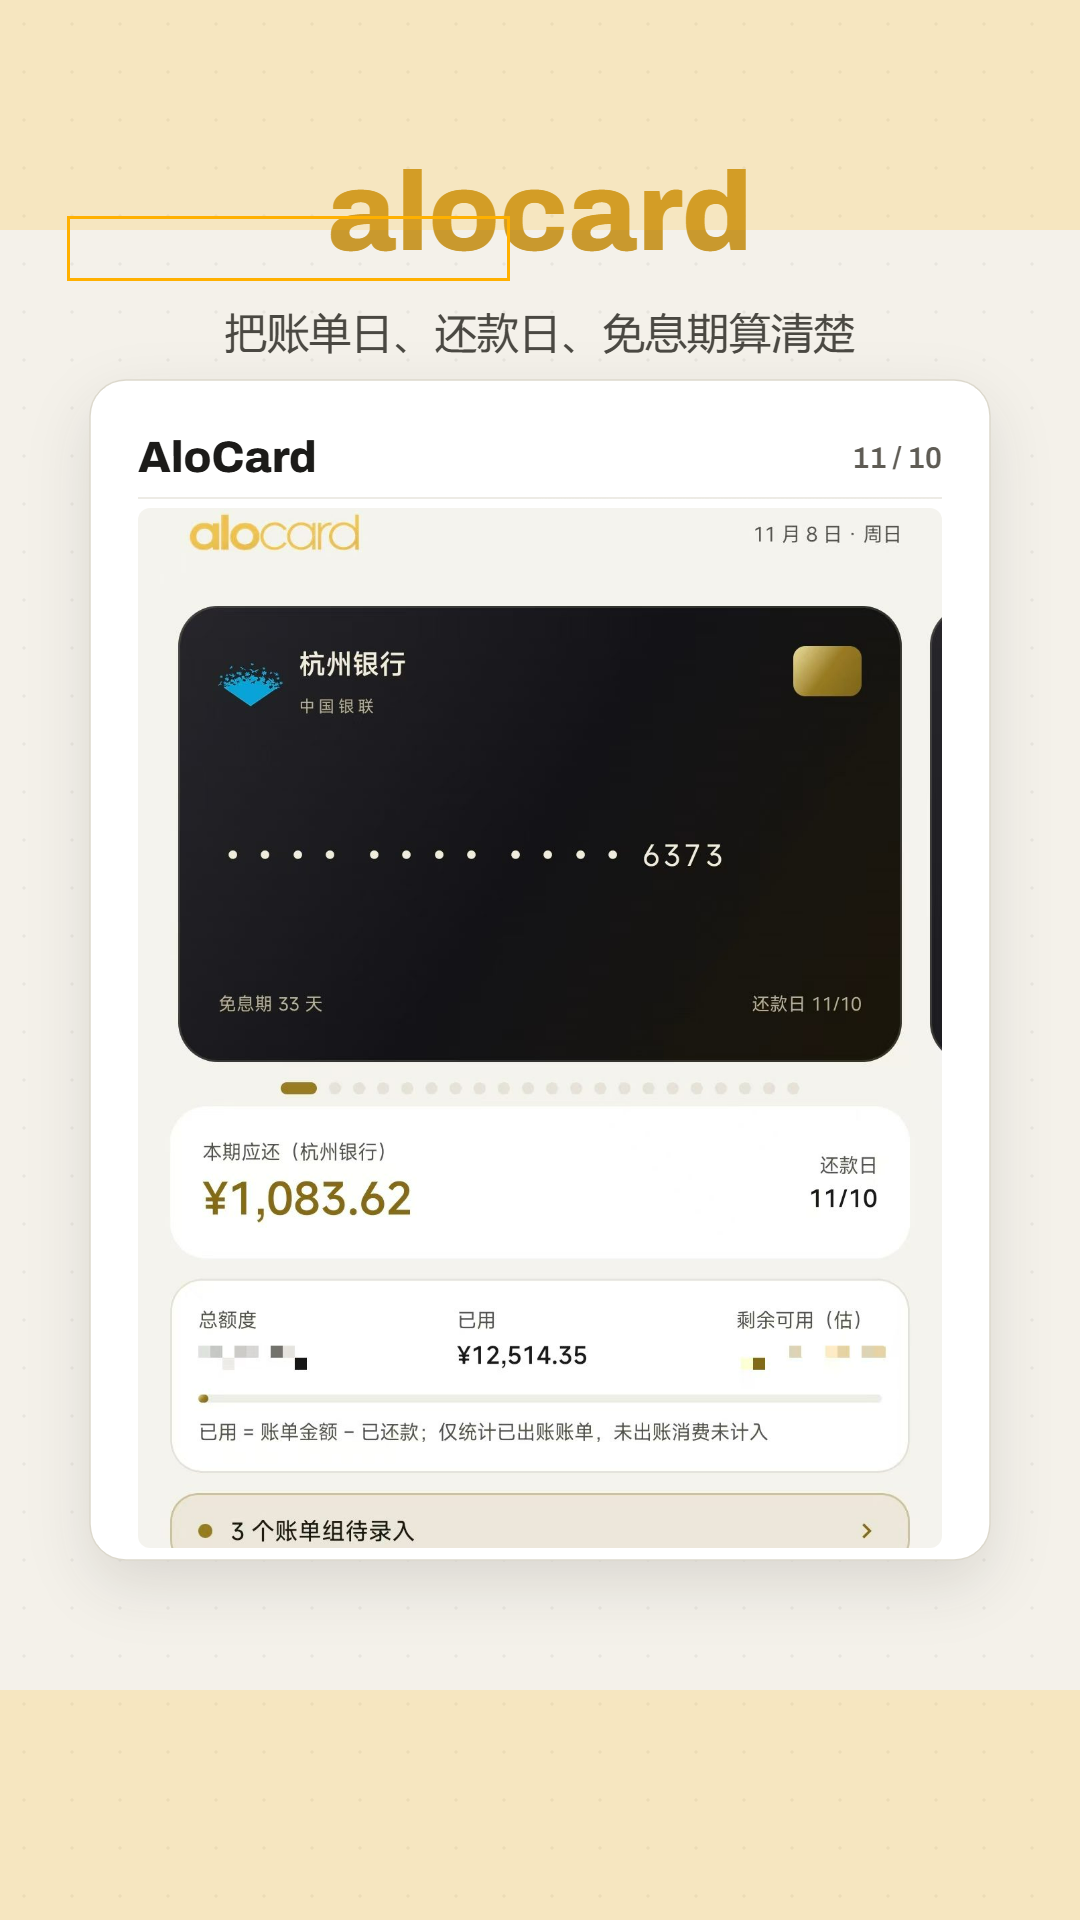 alocard
把账单日、还款日、免息期算清楚
AloCard
11 / 10
alocard
11 月 8 日 · 周日
杭州银行
中国银联
• • • • • • • • • • • • 6373
免息期 33 天
还款日 11/10
本期应还（杭州银行）
¥1,083.62
还款日
11/10
总额度
已用
剩余可用（估）
¥12,514.35
已用 = 账单金额 − 已还款；仅统计已出账账单，未出账消费未计入
3 个账单组待录入